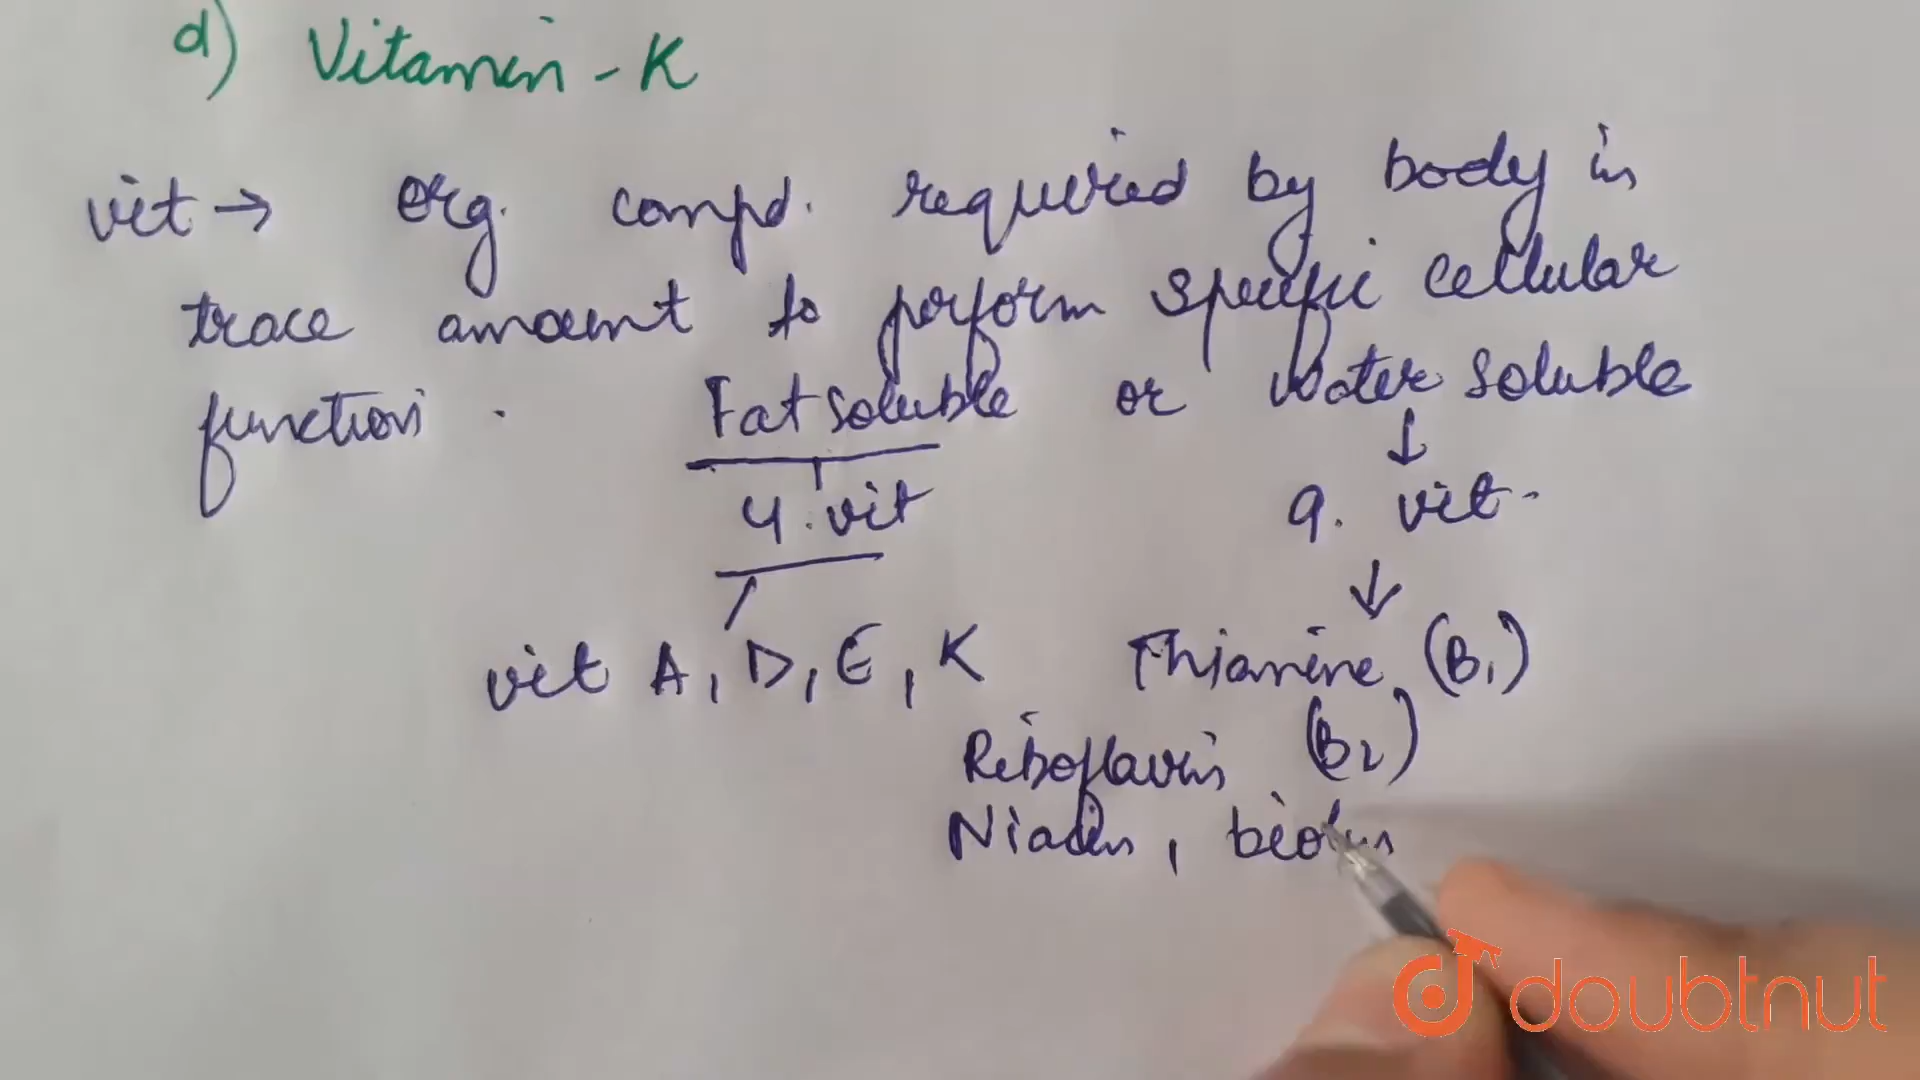 d) Vitamin - K
vit → org. compd. required by body in
trace amount to perform specific cellular
function. Fat soluble or water soluble
4. vit 9. vit.
vit A, D, E, K Thiamine (B1)
Riboflavin (B2)
Niacin, biotin
doubtnut